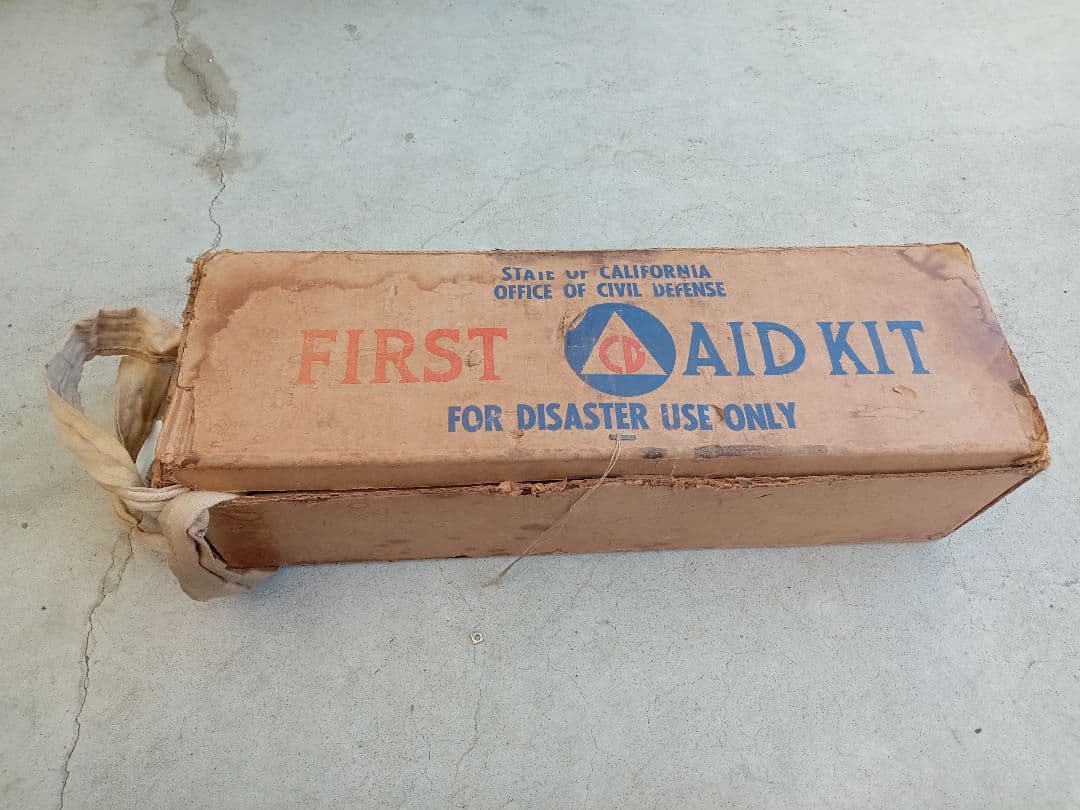 STATE OF CALIFORNIA
OFFICE OF CIVIL DEFENSE
FIRST CD AID KIT
FOR DISASTER USE ONLY